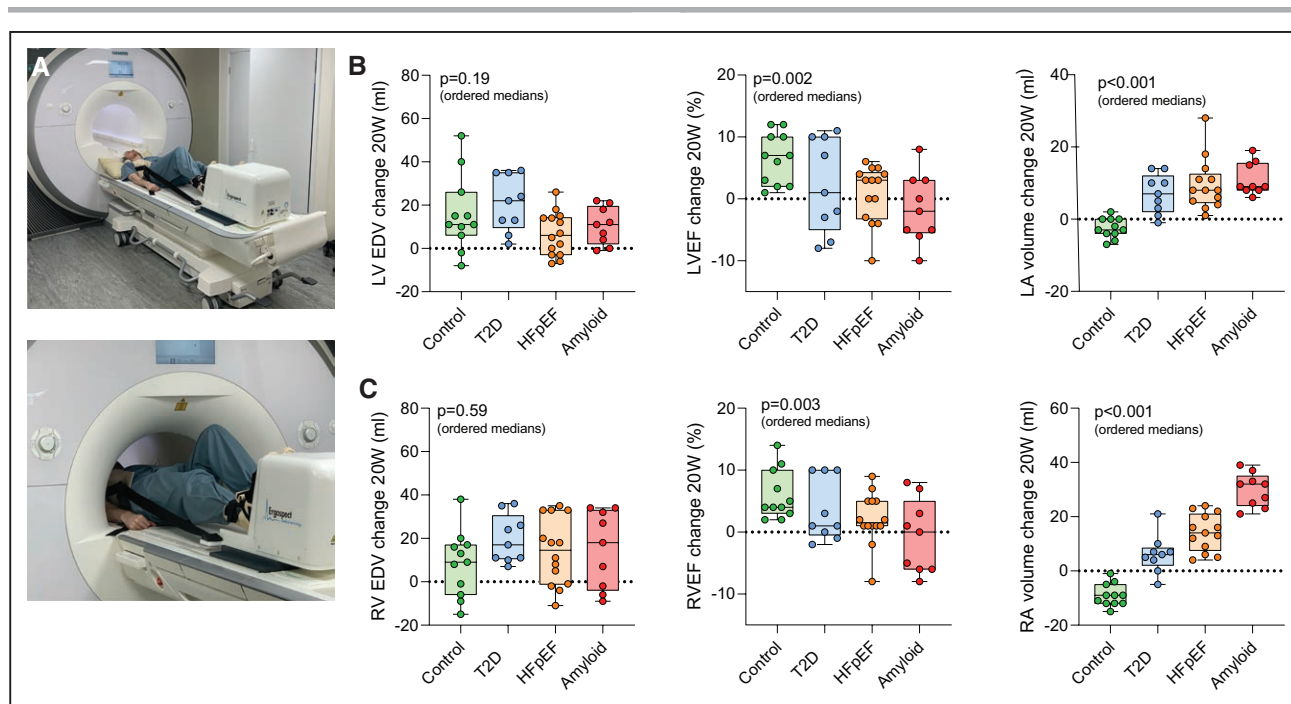 A
SIEMENS
Ergospect
B
LV EDV change 20W (ml)
80
60
40
20
0
-20
p=0.19
(ordered medians)
Control
T2D
HFpEF
Amyloid
LVEF change 20W (%)
20
10
0
-10
p=0.002
(ordered medians)
Control
T2D
HFpEF
Amyloid
LA volume change 20W (ml)
40
20
0
-20
p<0.001
(ordered medians)
Control
T2D
HFpEF
Amyloid
Ergospect
C
RV EDV change 20W (ml)
80
60
40
20
0
-20
p=0.59
(ordered medians)
Control
T2D
HFpEF
Amyloid
RVEF change 20W (%)
20
10
0
-10
p=0.003
(ordered medians)
Control
T2D
HFpEF
Amyloid
RA volume change 20W (ml)
60
40
20
0
-20
p<0.001
(ordered medians)
Control
T2D
HFpEF
Amyloid